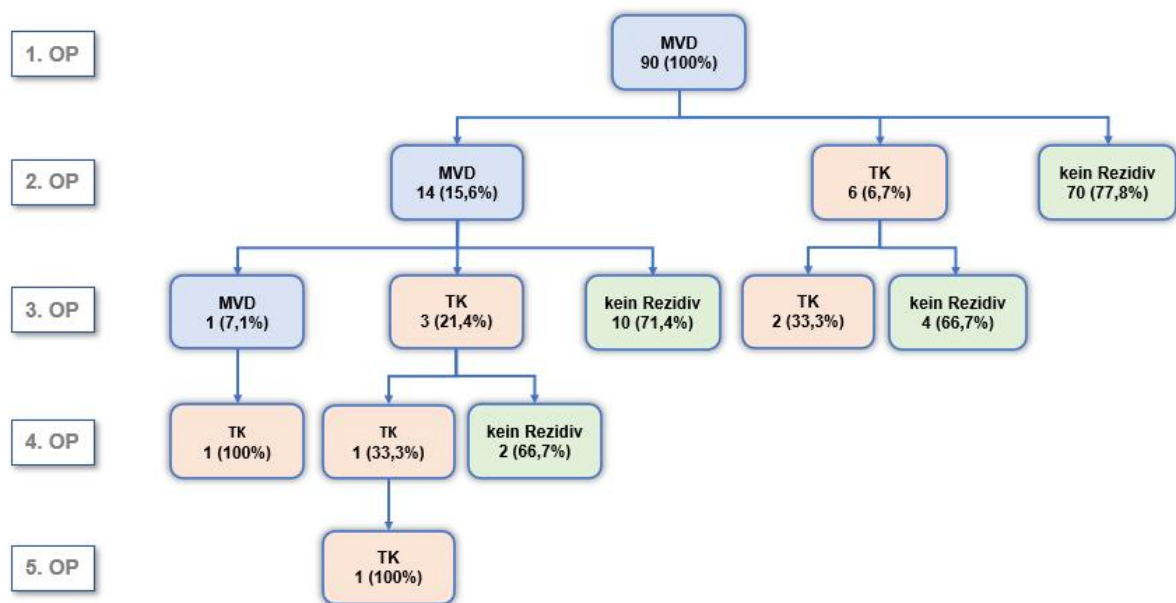 1. OP
MVD
90 (100%)
2. OP
MVD
14 (15,6%)
TK
6 (6,7%)
kein Rezidiv
70 (77,8%)
3. OP
MVD
1 (7,1%)
TK
3 (21,4%)
kein Rezidiv
10 (71,4%)
TK
2 (33,3%)
kein Rezidiv
4 (66,7%)
4. OP
TK
1 (100%)
TK
1 (33,3%)
kein Rezidiv
2 (66,7%)
5. OP
TK
1 (100%)